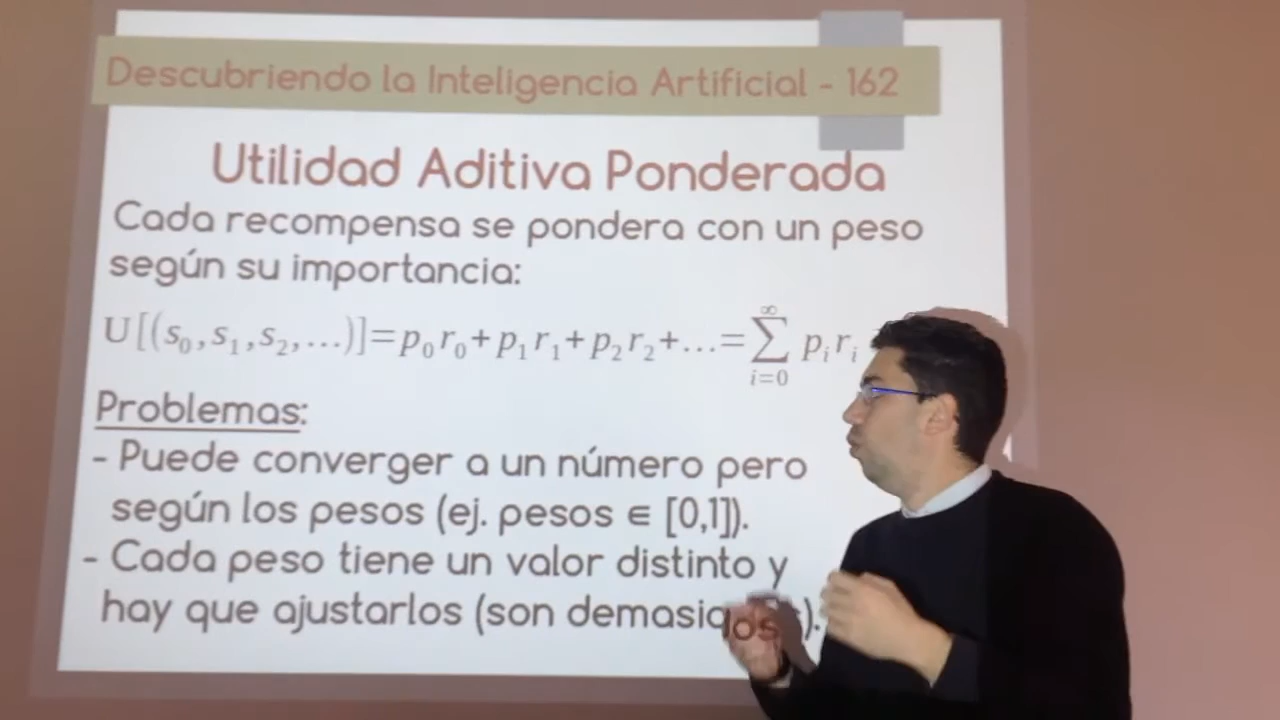 Descubriendo la Inteligencia Artificial - 162
Utilidad Aditiva Ponderada
Cada recompensa se pondera con un peso
según su importancia:
U[(s₀,s₁,s₂,...)]=p₀r₀+p₁r₁+p₂r₂+...=∑_{i=0}^{∞} pᵢrᵢ
Problemas:
- Puede converger a un número pero
según los pesos (ej. pesos ∈ [0,1]).
- Cada peso tiene un valor distinto y
hay que ajustarlos (son demasiados).